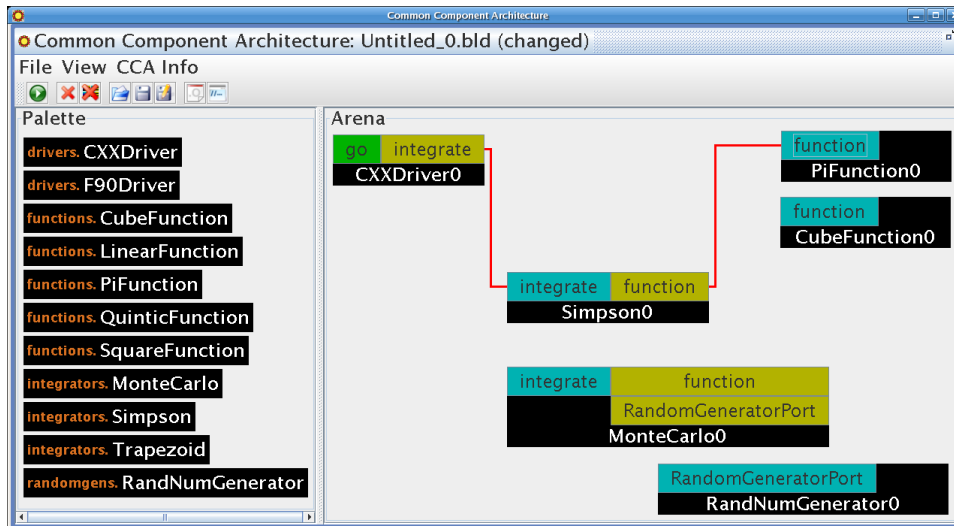 Common Component Architecture
Common Component Architecture: Untitled_0.bld (changed)
File View CCA Info
Palette
drivers. CXXDriver
drivers. F90Driver
functions. CubeFunction
functions. LinearFunction
functions. PiFunction
functions. QuinticFunction
functions. SquareFunction
integrators. MonteCarlo
integrators. Simpson
integrators. Trapezoid
randomgens. RandNumGenerator
Arena
go integrate
CXXDriver0
function
PiFunction0
function
CubeFunction0
integrate function
Simpson0
integrate function
RandomGeneratorPort
MonteCarlo0
RandomGeneratorPort
RandNumGenerator0